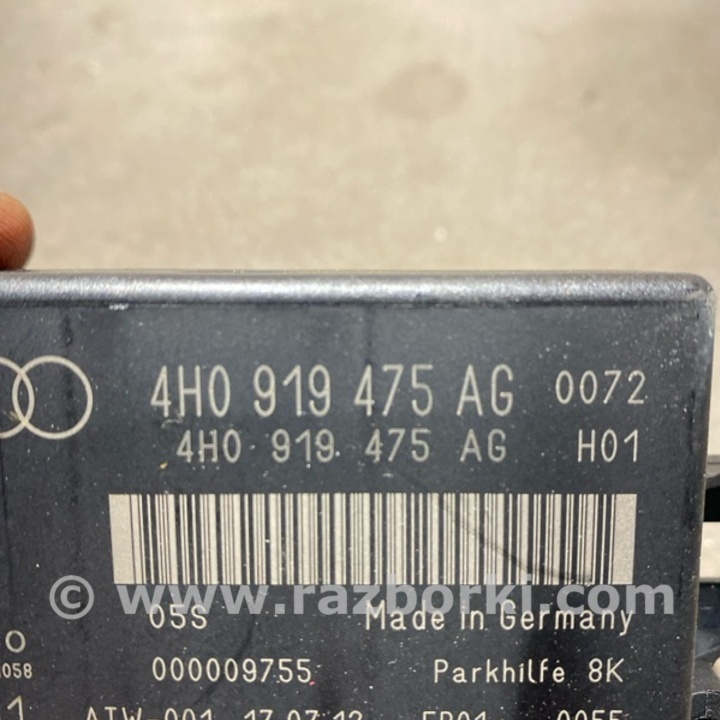 4H0 919 475 AG 0072
4H0 919 475 AG H01
© www.razborki.com
05S Made in Germany
058 000009755 Parkhilfe 8K